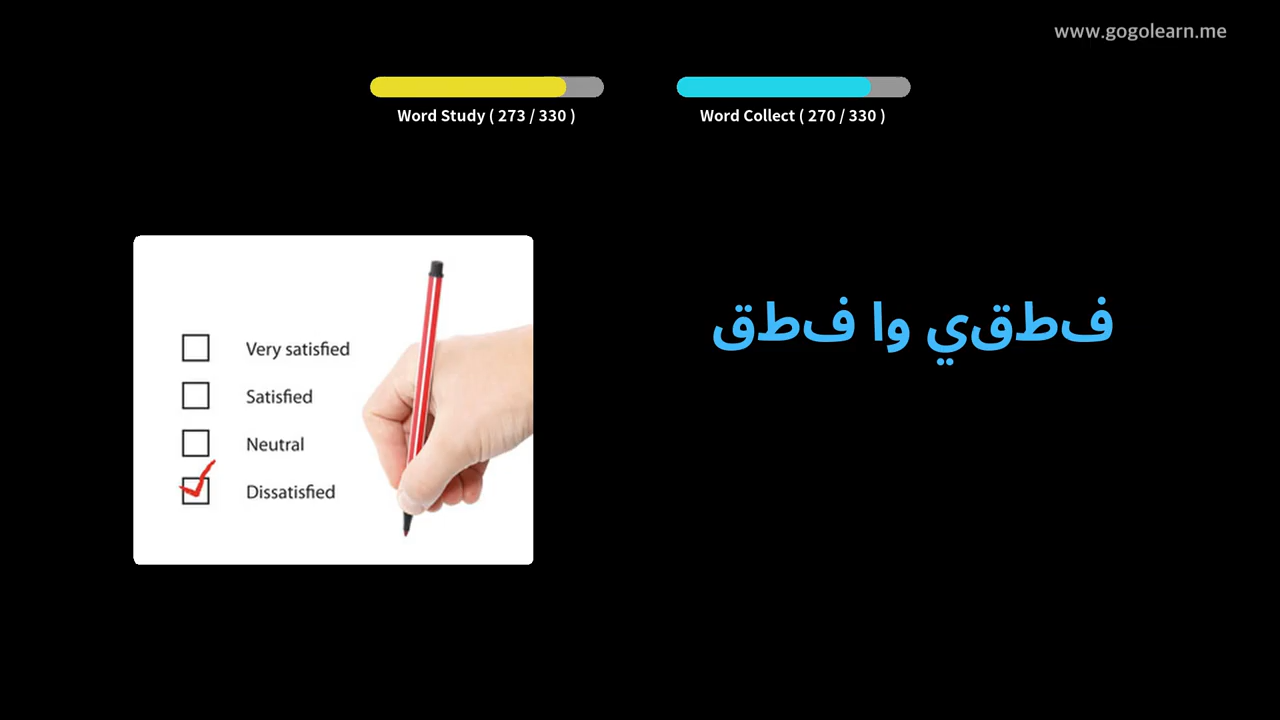 www.gogolearn.me
Word Study ( 273 / 330 )
Word Collect ( 270 / 330 )
فطقي وا فطق
Very satisfied
Satisfied
Neutral
Dissatisfied